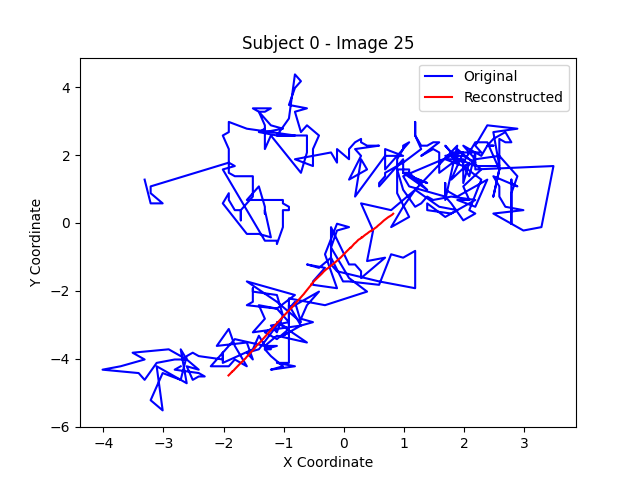 Subject 0 - Image 25
Original
Reconstructed
Y Coordinate
4
2
0
−2
−4
−6
−4 −3 −2 −1 0 1 2 3
X Coordinate